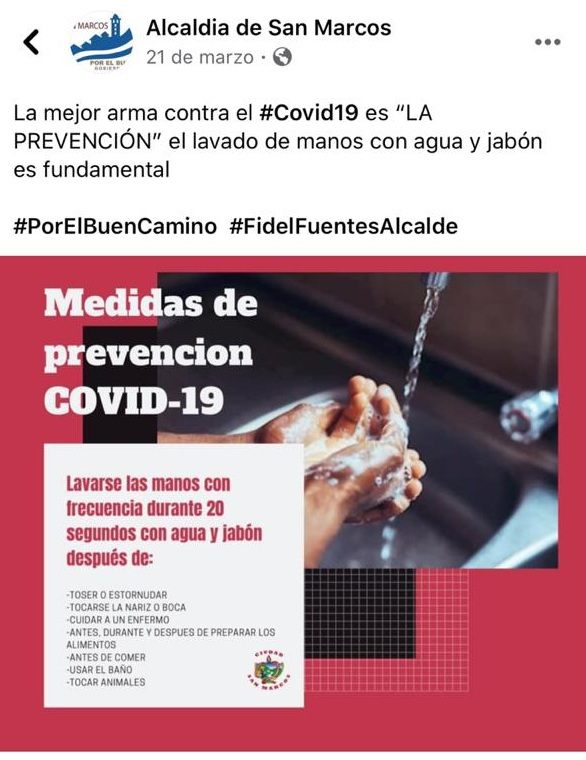 MARCOS
POR EL BU
GOBIERN
Alcaldia de San Marcos
21 de marzo ·
La mejor arma contra el #Covid19 es “LA
PREVENCIÓN” el lavado de manos con agua y jabón
es fundamental
#PorElBuenCamino #FidelFuentesAlcalde
Medidas de
prevencion
COVID-19
Lavarse las manos con
frecuencia durante 20
segundos con agua y jabón
después de:
-TOSER O ESTORNUDAR
-TOCARSE LA NARIZ O BOCA
-CUIDAR A UN ENFERMO
-ANTES, DURANTE Y DESPUES DE PREPARAR LOS
ALIMENTOS
-ANTES DE COMER
-USAR EL BAÑO
-TOCAR ANIMALES
CIUDAD
SAN MARCOS